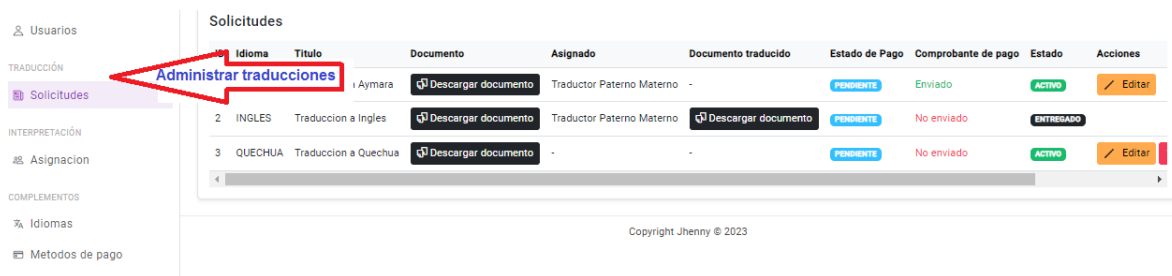 Usuarios
TRADUCCIÓN
Solicitudes
INTERPRETACIÓN
Asignacion
COMPLEMENTOS
Idiomas
Metodos de pago
Administrar traducciones
Solicitudes
Idioma Titulo Documento Asignado Documento traducido Estado de Pago Comprobante de pago Estado Acciones
Aymara Descargar documento Traductor Paterno Materno - PENDIENTE Enviado ACTIVO Editar
2 INGLES Traduccion a Ingles Descargar documento Traductor Paterno Materno Descargar documento PENDIENTE No enviado ENTREGADO
3 QUECHUA Traduccion a Quechua Descargar documento - - PENDIENTE No enviado ACTIVO Editar
Copyright Jhenny © 2023